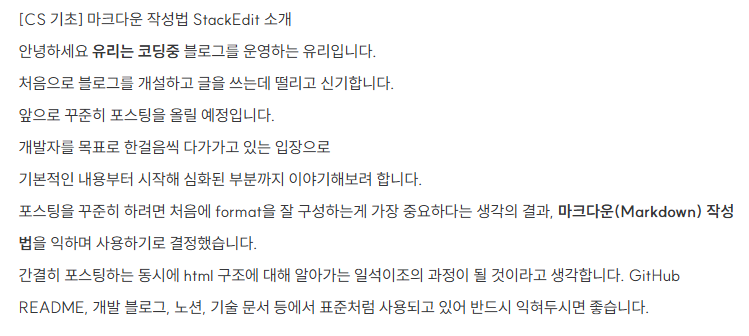 [CS 기초] 마크다운 작성법 StackEdit 소개
안녕하세요 유리는 코딩중 블로그를 운영하는 유리입니다.
처음으로 블로그를 개설하고 글을 쓰는데 떨리고 신기합니다.
앞으로 꾸준히 포스팅을 올릴 예정입니다.
개발자를 목표로 한걸음씩 다가가고 있는 입장으로
기본적인 내용부터 시작해 심화된 부분까지 이야기해보려 합니다.
포스팅을 꾸준히 하려면 처음에 format을 잘 구성하는게 가장 중요하다는 생각의 결과, 마크다운(Markdown) 작성
법을 익하며 사용하기로 결정했습니다.
간결히 포스팅하는 동시에 html 구조에 대해 알아가는 일석이조의 과정이 될 것이라고 생각합니다. GitHub
README, 개발 블로그, 노션, 기술 문서 등에서 표준처럼 사용되고 있어 반드시 익혀두시면 좋습니다.